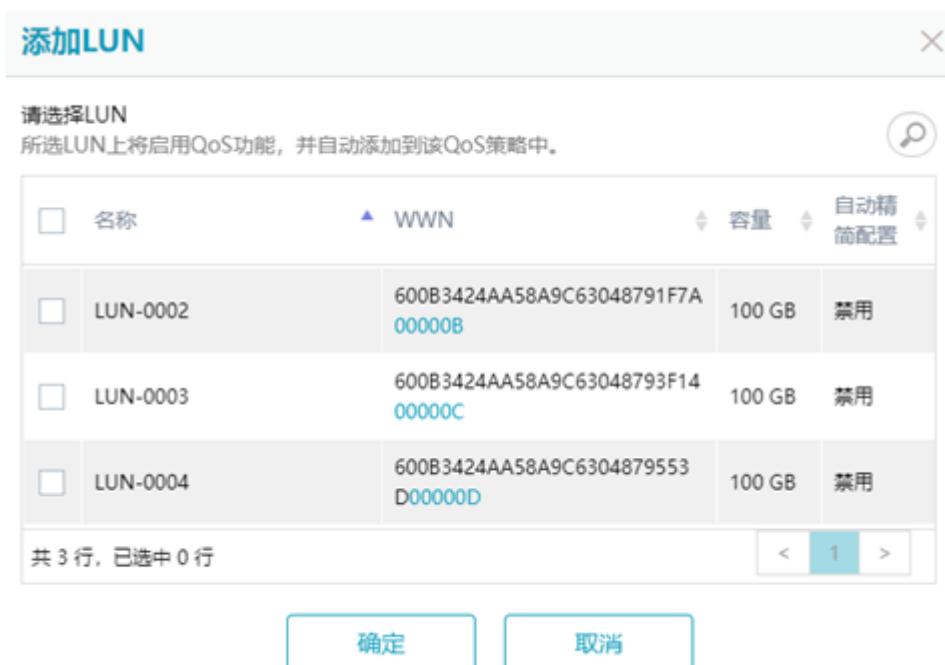 添加LUN
请选择LUN
所选LUN上将启用QoS功能，并自动添加到该QoS策略中。
名称 WWN 容量 自动精
简配置
LUN-0002 600B3424AA58A9C63048791F7A 100 GB 禁用
00000B
LUN-0003 600B3424AA58A9C63048793F14 100 GB 禁用
00000C
LUN-0004 600B3424AA58A9C6304879553 100 GB 禁用
D00000D
共 3 行，已选中 0 行 < 1 >
确定 取消